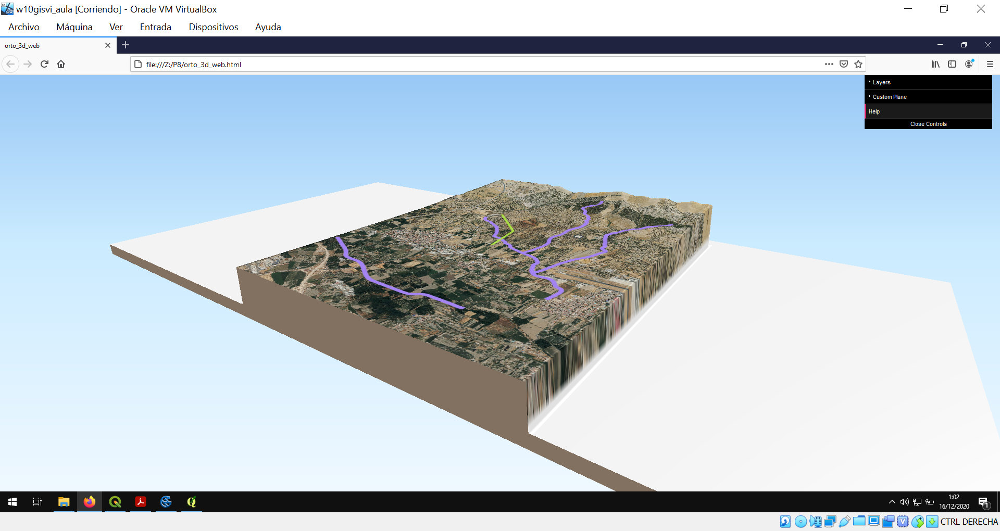 w10gisvi_aula [Corriendo] - Oracle VM VirtualBox
Archivo Máquina Ver Entrada Dispositivos Ayuda
orto_3d_web
file:///Z:/P8/orto_3d_web.html
Layers
Custom Plane
Help
Close Controls
1:02
16/12/2020
1
CTRL DERECHA